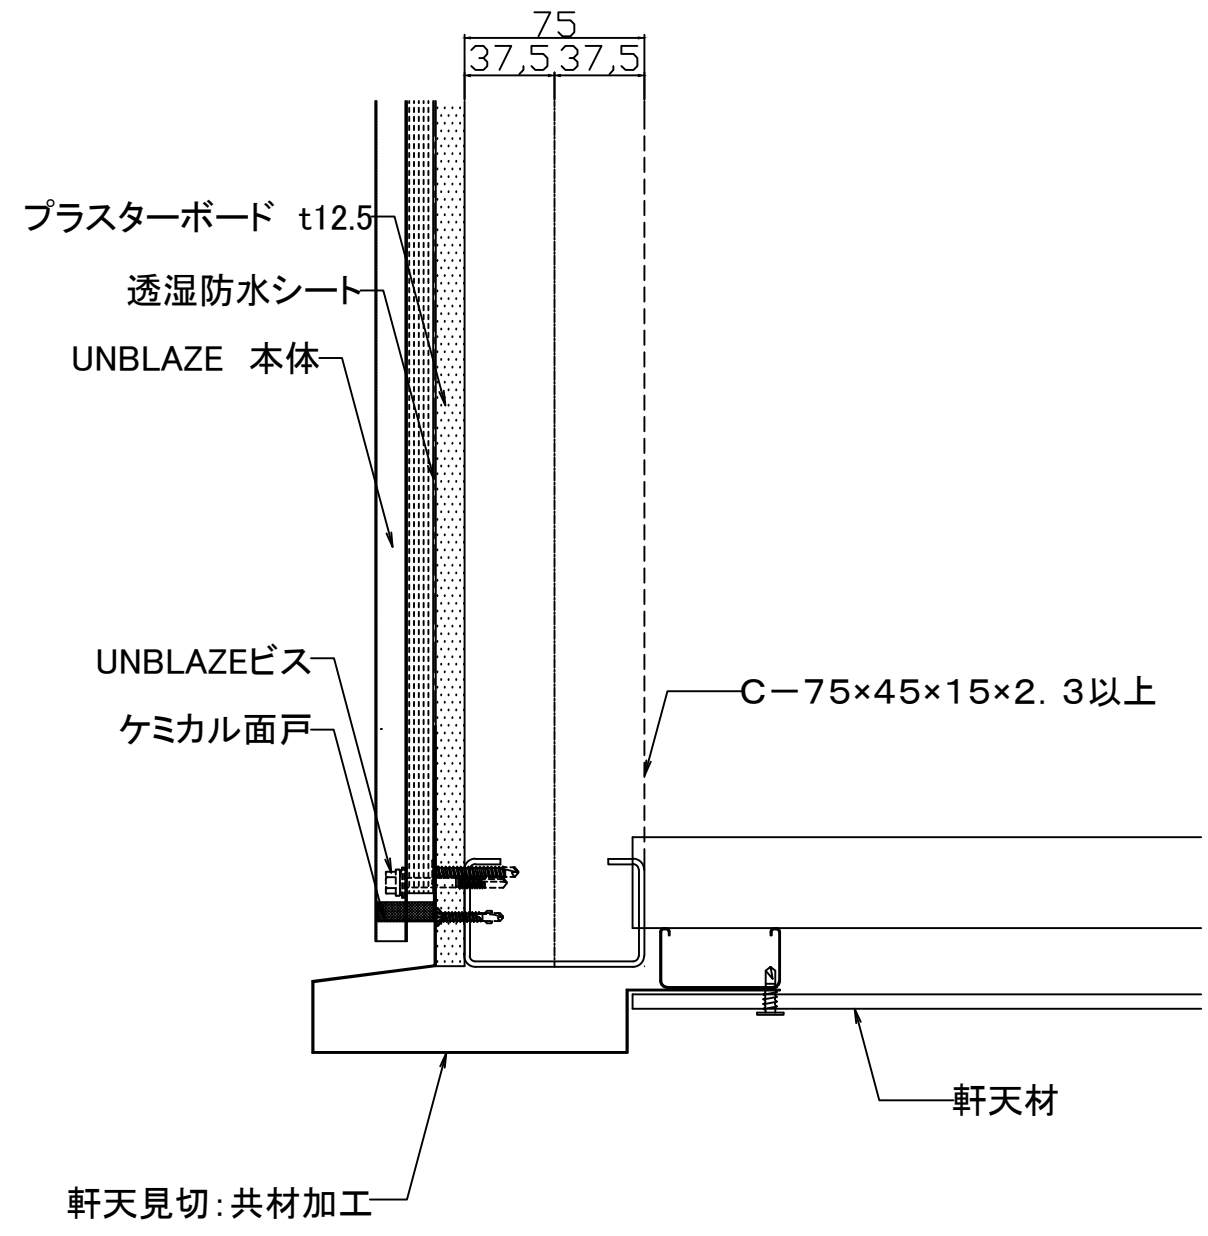 75
37,5 37,5
プラスターボード t12.5
透湿防水シート
UNBLAZE 本体
UNBLAZEビス
C－75×45×15×2．3以上
ケミカル面戸
軒天材
軒天見切：共材加工